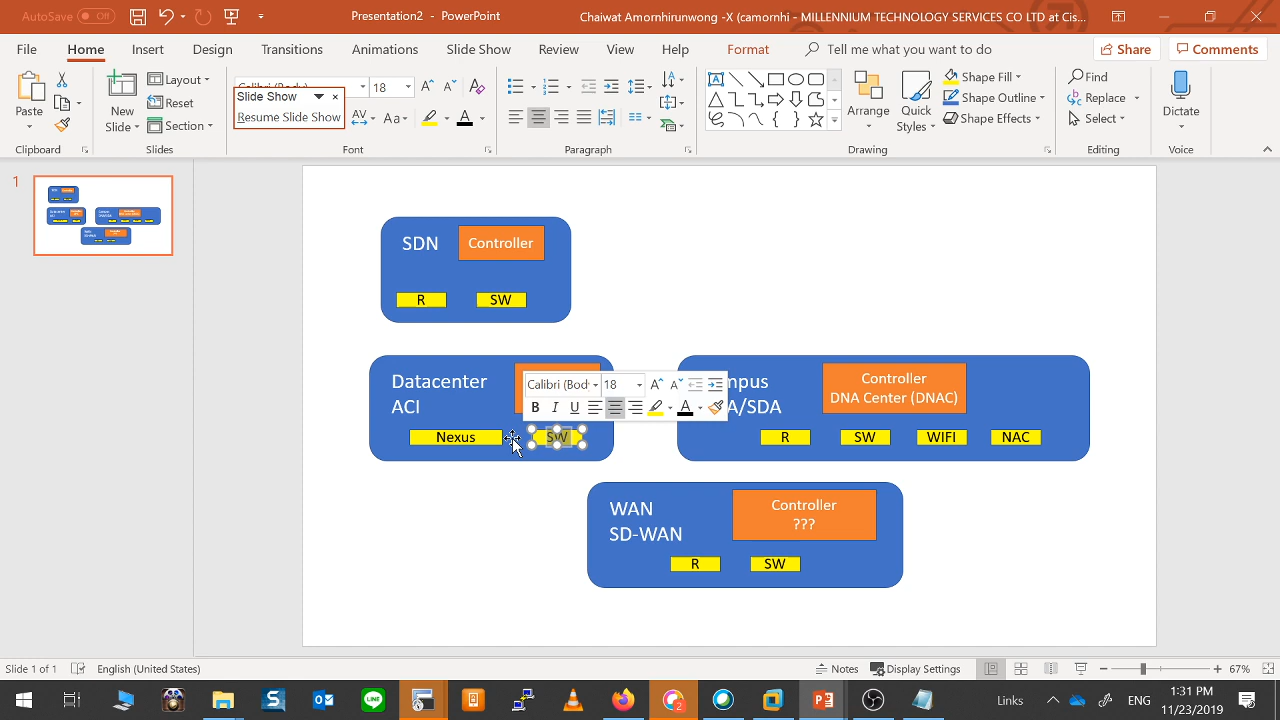 AutoSave Off
Presentation2 - PowerPoint
Chaiwat Amornhirunwong -X (camornhi - MILLENNIUM TECHNOLOGY SERVICES CO LTD at Cis...
File Home Insert Design Transitions Animations Slide Show Review View Help Format Tell me what you want to do
Share Comments
Paste
New Slide
Layout
Reset
Section
18
Slide Show
Resume Slide Show
Aa
A
Arrange
Quick Styles
Shape Fill
Shape Outline
Shape Effects
Find
Replace
Select
Dictate
Clipboard Slides Font Paragraph Drawing Editing Voice
1
SDN
Controller
R SW
Datacenter
ACI
Nexus SW
Calibri (Body 18
B I U A
Controller
DNA Center (DNAC)
R SW WIFI NAC
WAN
SD-WAN
Controller
???
R SW
Slide 1 of 1 English (United States)
Notes Display Settings 67%
Links
ENG
1:31 PM
11/23/2019